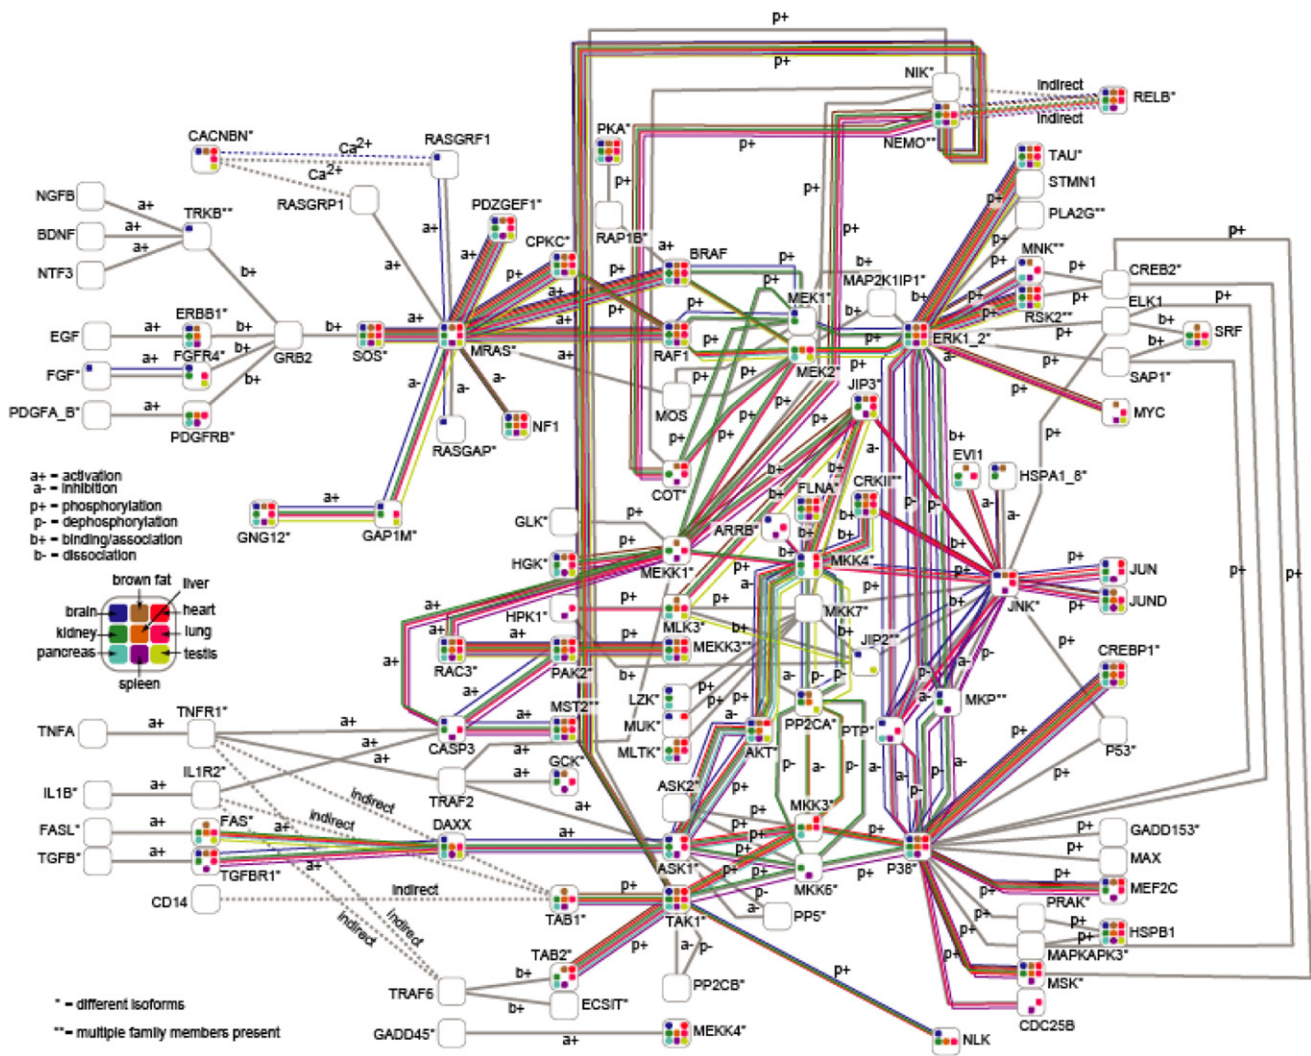 p+
p+
NIK*
indirect
RELB*
indirect
NEMO**
PKA*
p+
p+
CACNBN*
Ca2+
RASGRF1
Ca2+
RASGRP1
TAU*
STMN1
PLA2G**
NGFB
a+
TRKB**
BDNF
a+
a+
NTF3
PDZGEF1*
CPKC*
RAP1B*
BRAF
MNK**
CREB2*
MAP2K1IP1*
MEK1*
ELK1
RSK2**
SRF
EGF
a+
ERBB1*
b+
b+
GRB2
b+
SOS*
a+
MRAS*
RAF1
ERK1_2*
FGFR4*
FGF*
a+
b+
b+
MEK2*
SAP1*
PDGFA_B*
a+
PDGFRB*
a-
a-
a-
RASGAP*
NF1
MOS
JIP3*
MYC
a+ = activation
a- = inhibition
p+ = phosphorylation
p- = dephosphorylation
b+ = binding/association
b- = dissociation
GNG12*
a+
GAP1M*
COT*
FLNA*
CRKII**
EVI1
HSPA1_8*
GLK*
p+
ARRB*
HGK*
MEKK1*
MKK4*
JUN
JNK*
JUND
brown fat
liver
brain
heart
kidney
lung
pancreas
testis
spleen
HPK1*
p+
MLK3*
MKK7*
JIP2**
RAC3*
a+
PAK2*
MEKK3**
CREBP1*
LZK*
MUK*
MLTK*
PP2CA*
PTP*
MKP**
P53*
TNFA
a+
TNFR1*
a+
CASP3
a+
MST2**
AKT*
a+
TRAF2
a+
GCK*
IL1B*
a+
IL1R2*
ASK2*
MKK3*
indirect
indirect
FASL*
a+
FAS*
a+
DAXX
a+
ASK1*
P38*
GADD153*
TGFB*
a+
TGFBR1*
a+
MKK6*
MAX
MEF2C
CD14
indirect
TAB1*
p+
TAK1*
PP5*
PRAK*
HSPB1
MAPKAPK3*
indirect
indirect
TAB2*
MSK*
TRAF6
b+
b+
ECSIT*
a-
p-
PP2CB*
CDC25B
* = different isoforms
** = multiple family members present
GADD45*
a+
MEKK4*
p+
NLK